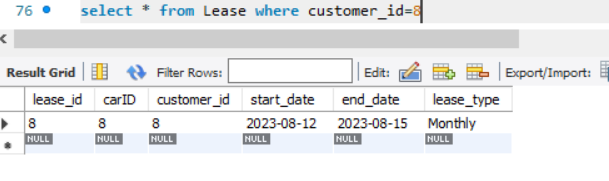 76 select * from Lease where customer_id=8
Result Grid Filter Rows: Edit: Export/Import:
lease_id carID customer_id start_date end_date lease_type
8 8 8 2023-08-12 2023-08-15 Monthly
NULL NULL NULL NULL NULL NULL